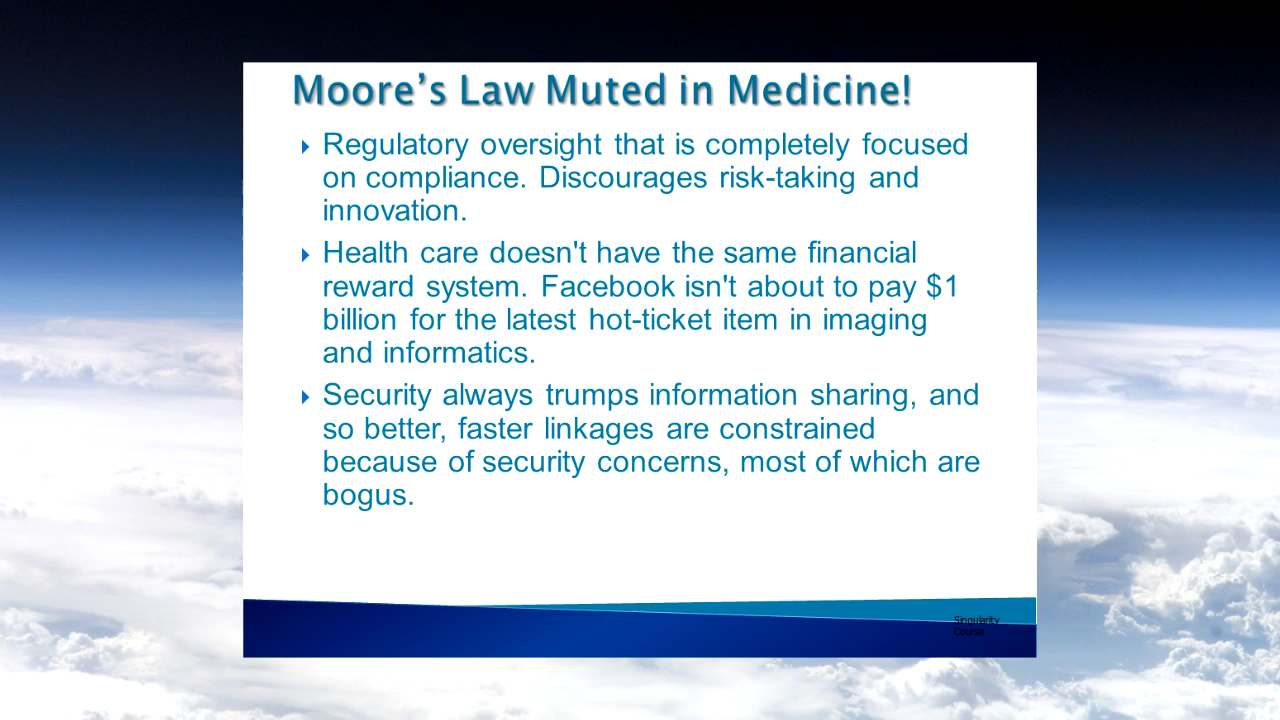 Moore’s Law Muted in Medicine!
Regulatory oversight that is completely focused
on compliance. Discourages risk-taking and
innovation.
Health care doesn't have the same financial
reward system. Facebook isn't about to pay $1
billion for the latest hot-ticket item in imaging
and informatics.
Security always trumps information sharing, and
so better, faster linkages are constrained
because of security concerns, most of which are
bogus.
Singularity
Course